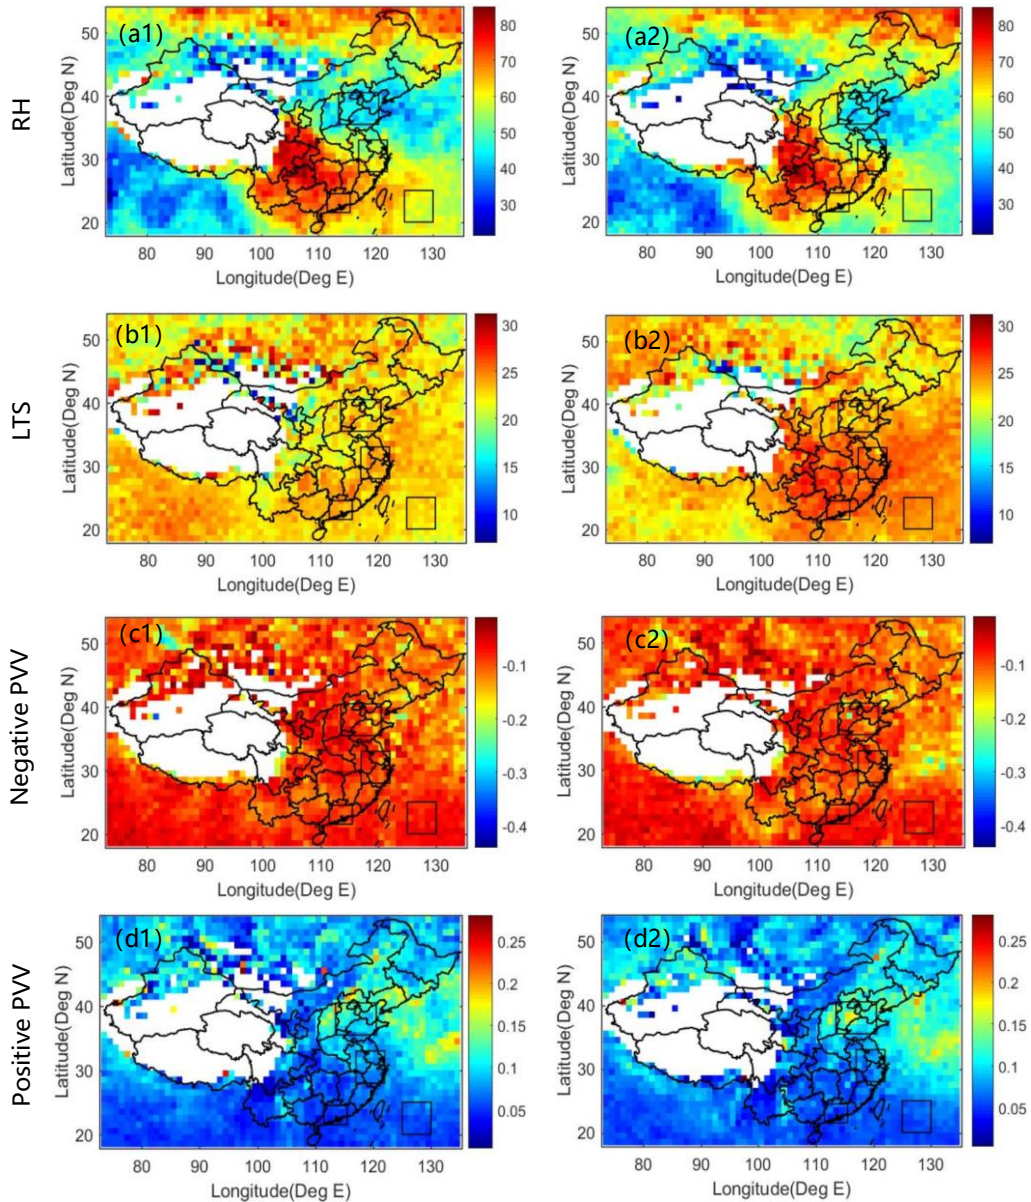 RH
(a1)
Latitude(Deg N)
50
40
30
20
80 90 100 110 120 130
Longitude(Deg E)
80
70
60
50
40
30
(a2)
Latitude(Deg N)
50
40
30
20
80 90 100 110 120 130
Longitude(Deg E)
80
70
60
50
40
30
LTS
(b1)
Latitude(Deg N)
50
40
30
20
80 90 100 110 120 130
Longitude(Deg E)
30
25
20
15
10
(b2)
Latitude(Deg N)
50
40
30
20
80 90 100 110 120 130
Longitude(Deg E)
30
25
20
15
10
Negative PVV
(c1)
Latitude(Deg N)
50
40
30
20
80 90 100 110 120 130
Longitude(Deg E)
-0.1
-0.2
-0.3
-0.4
(c2)
Latitude(Deg N)
50
40
30
20
80 90 100 110 120 130
Longitude(Deg E)
-0.1
-0.2
-0.3
-0.4
Positive PVV
(d1)
Latitude(Deg N)
50
40
30
20
80 90 100 110 120 130
Longitude(Deg E)
0.25
0.2
0.15
0.1
0.05
(d2)
Latitude(Deg N)
50
40
30
20
80 90 100 110 120 130
Longitude(Deg E)
0.25
0.2
0.15
0.1
0.05